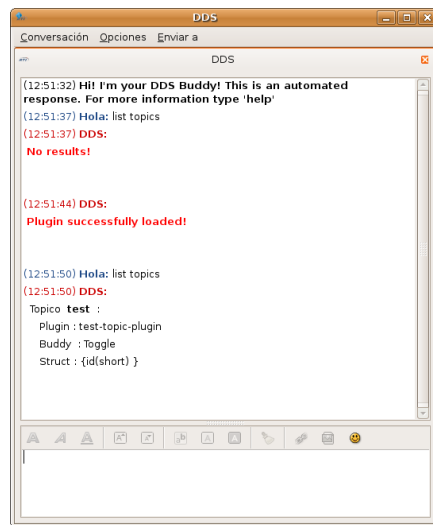 DDS
Conversación Opciones Enviar a
DDS
(12:51:32) Hi! I'm your DDS Buddy! This is an automated
response. For more information type 'help'
(12:51:37) Hola: list topics
(12:51:37) DDS:
No results!
(12:51:44) DDS:
Plugin successfully loaded!
(12:51:50) Hola: list topics
(12:51:50) DDS:
Topico test :
Plugin : test-topic-plugin
Buddy : Toggle
Struct : {id(short) }